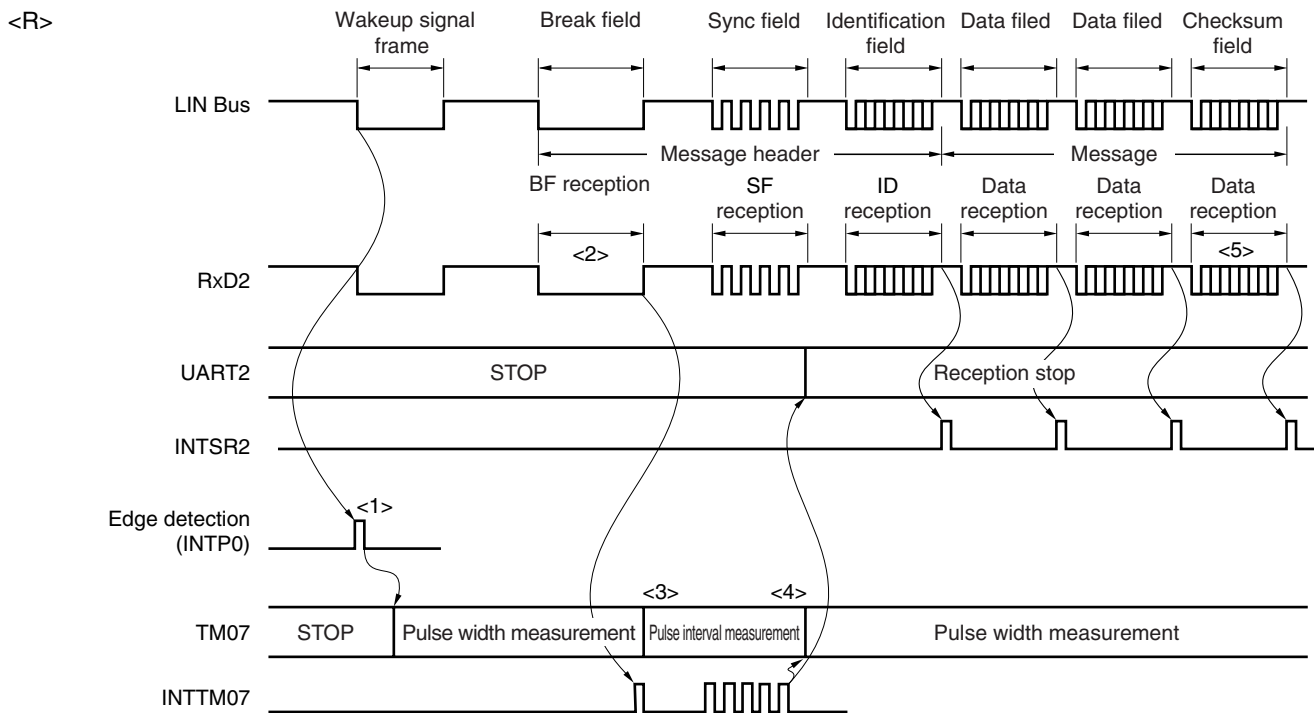 <R>
Wakeup signal frame
Break field
Sync field
Identification field
Data filed
Data filed
Checksum field
LIN Bus
Message header
Message
BF reception
SF reception
ID reception
Data reception
Data reception
Data reception
<2>
<5>
RxD2
UART2
STOP
Reception stop
INTSR2
<1>
Edge detection (INTP0)
<3>
<4>
TM07
STOP
Pulse width measurement
Pulse interval measurement
Pulse width measurement
INTTM07